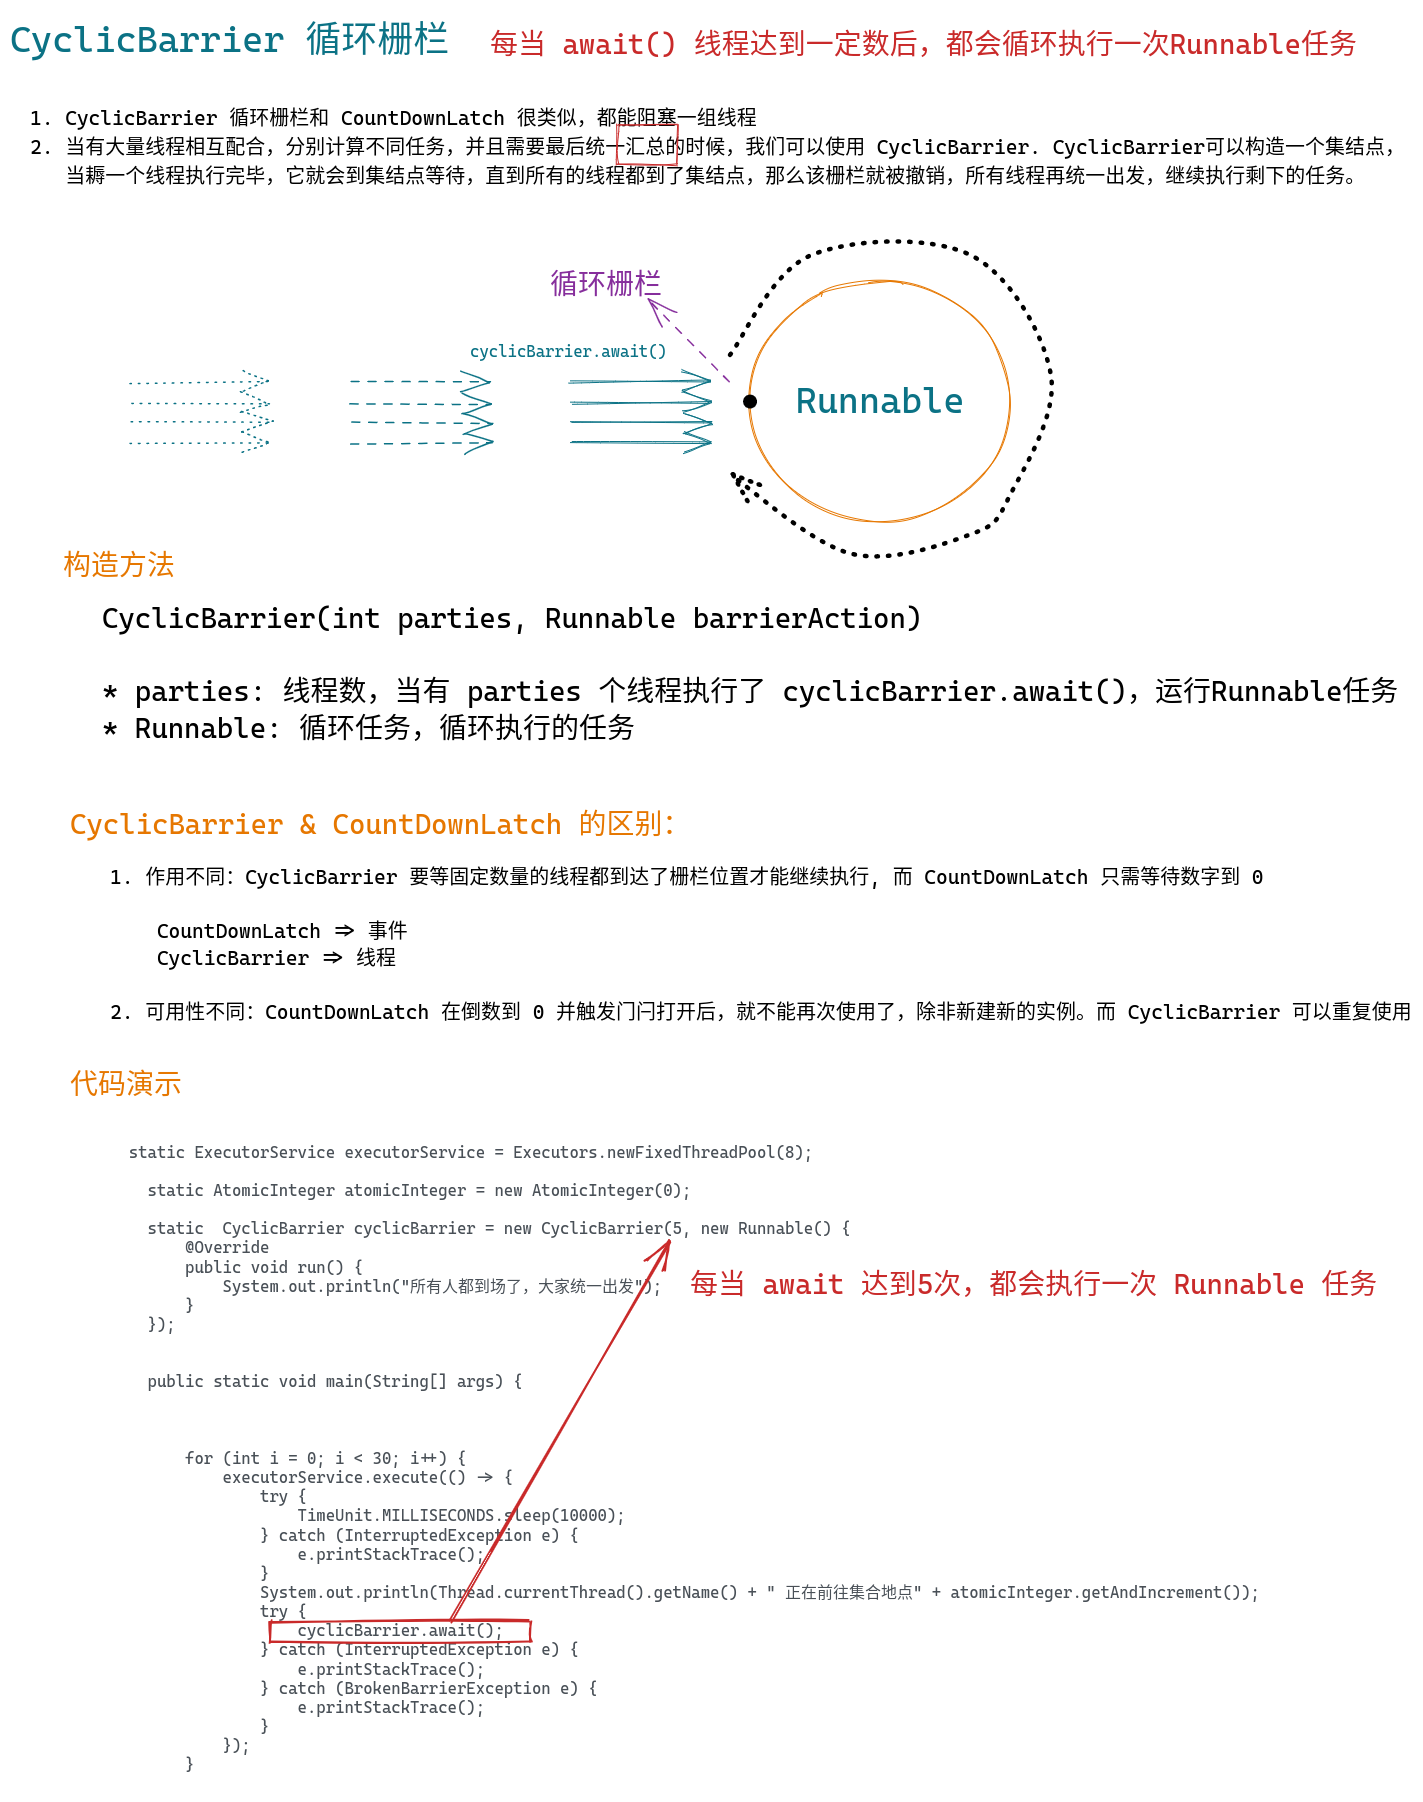 CyclicBarrier 循环栅栏
每当 await() 线程达到一定数后，都会循环执行一次Runnable任务
1. CyclicBarrier 循环栅栏和 CountDownLatch 很类似，都能阻塞一组线程
2. 当有大量线程相互配合，分别计算不同任务，并且需要最后统一汇总的时候，我们可以使用 CyclicBarrier. CyclicBarrier可以构造一个集结点，
当耨一个线程执行完毕，它就会到集结点等待，直到所有的线程都到了集结点，那么该栅栏就被撤销，所有线程再统一出发，继续执行剩下的任务。
循环栅栏
cyclicBarrier.await()
Runnable
构造方法
CyclicBarrier(int parties, Runnable barrierAction)
* parties: 线程数，当有 parties 个线程执行了 cyclicBarrier.await()，运行Runnable任务
* Runnable: 循环任务，循环执行的任务
CyclicBarrier & CountDownLatch 的区别：
1. 作用不同：CyclicBarrier 要等固定数量的线程都到达了栅栏位置才能继续执行, 而 CountDownLatch 只需等待数字到 0
CountDownLatch => 事件
CyclicBarrier => 线程
2. 可用性不同：CountDownLatch 在倒数到 0 并触发门闩打开后，就不能再次使用了，除非新建新的实例。而 CyclicBarrier 可以重复使用
代码演示
static ExecutorService executorService = Executors.newFixedThreadPool(8);
static AtomicInteger atomicInteger = new AtomicInteger(0);
static  CyclicBarrier cyclicBarrier = new CyclicBarrier(5, new Runnable() {
@Override
public void run() {
System.out.println("所有人都到场了，大家统一出发");
每当 await 达到5次，都会执行一次 Runnable 任务
}
});
public static void main(String[] args) {
for (int i = 0; i < 30; i++) {
executorService.execute(() -> {
try {
TimeUnit.MILLISECONDS.sleep(10000);
} catch (InterruptedException e) {
e.printStackTrace();
}
System.out.println(Thread.currentThread().getName() + " 正在前往集合地点" + atomicInteger.getAndIncrement());
try {
cyclicBarrier.await();
} catch (InterruptedException e) {
e.printStackTrace();
} catch (BrokenBarrierException e) {
e.printStackTrace();
}
});
}